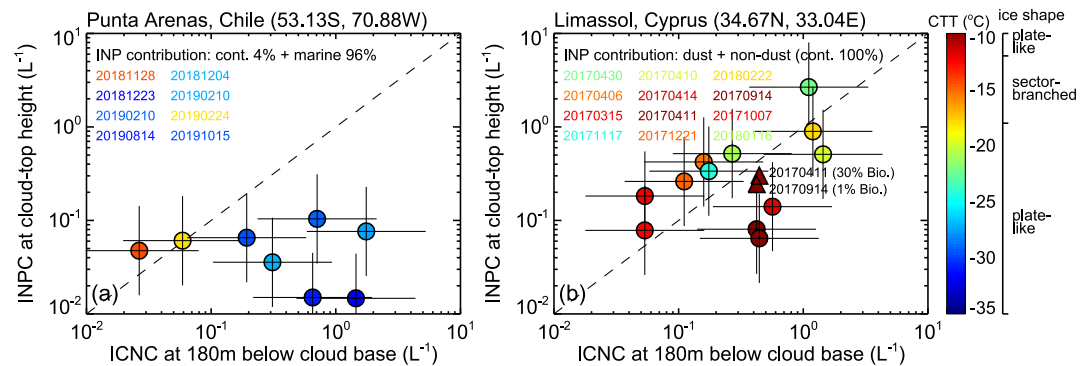 Punta Arenas, Chile (53.13S, 70.88W)
INP contribution: cont. 4% + marine 96%
20181128 20181204
20181223 20190210
20190210 20190224
20190814 20191015
(a)
10¹
10⁰
10⁻¹
10⁻²
INPC at cloud-top height (L⁻¹)
10⁻² 10⁻¹ 10⁰ 10¹
ICNC at 180m below cloud base (L⁻¹)
Limassol, Cyprus (34.67N, 33.04E)
INP contribution: dust + non-dust (cont. 100%)
20170430 20170410 20180222
20170406 20170414 20170914
20170315 20170411 20171007
20171117 20171221 20180116
20170411 (30% Bio.)
20170914 (1% Bio.)
(b)
10¹
10⁰
10⁻¹
10⁻²
INPC at cloud-top height (L⁻¹)
10⁻² 10⁻¹ 10⁰ 10¹
ICNC at 180m below cloud base (L⁻¹)
CTT (°C)
-10
-15
-20
-25
-30
-35
ice shape
plate-
like
sector-
branched
plate-
like